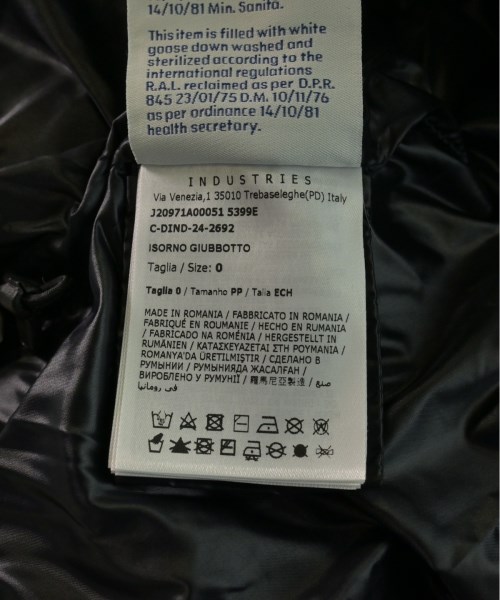 14/10/81 Min. Sanità.
This item is filled with white
goose down washed and
sterilized according to the
international regulations
R.A.L. reclaimed as per D.P.R.
845 23/01/75 D.M. 10/11/76
as per ordinance 14/10/81
health secretary.
INDUSTRIES
Via Venezia,1 35010 Trebaseleghe(PD) Italy
J20971A00051 5399E
C-DIND-24-2692
ISORNO GIUBBOTTO
Taglia / Size: 0
Taglia 0 / Tamanho PP / Talia ECH
MADE IN ROMANIA / FABBRICATO IN ROMANIA /
FABRIQUÉ EN ROUMANIE / HECHO EN RUMANIA
/ FABRICADO NA ROMÉNIA / HERGESTELLT IN
RUMÄNIEN / ΚΑΤΑΣΚΕΥΑΖΕΤΑΙ ΣΤΗ ΡΟΥΜΑΝΙΑ /
ROMANYA'DA ÜRETILMIŞTIR / СДЕЛАНО В
РУМЫНИИ / РУМЫНИЯДА ЖАСАЛҒАН /
ВИРОБЛЕНО У РУМУНІЇ / 羅馬尼亞製造 / صنع
في رومانيا